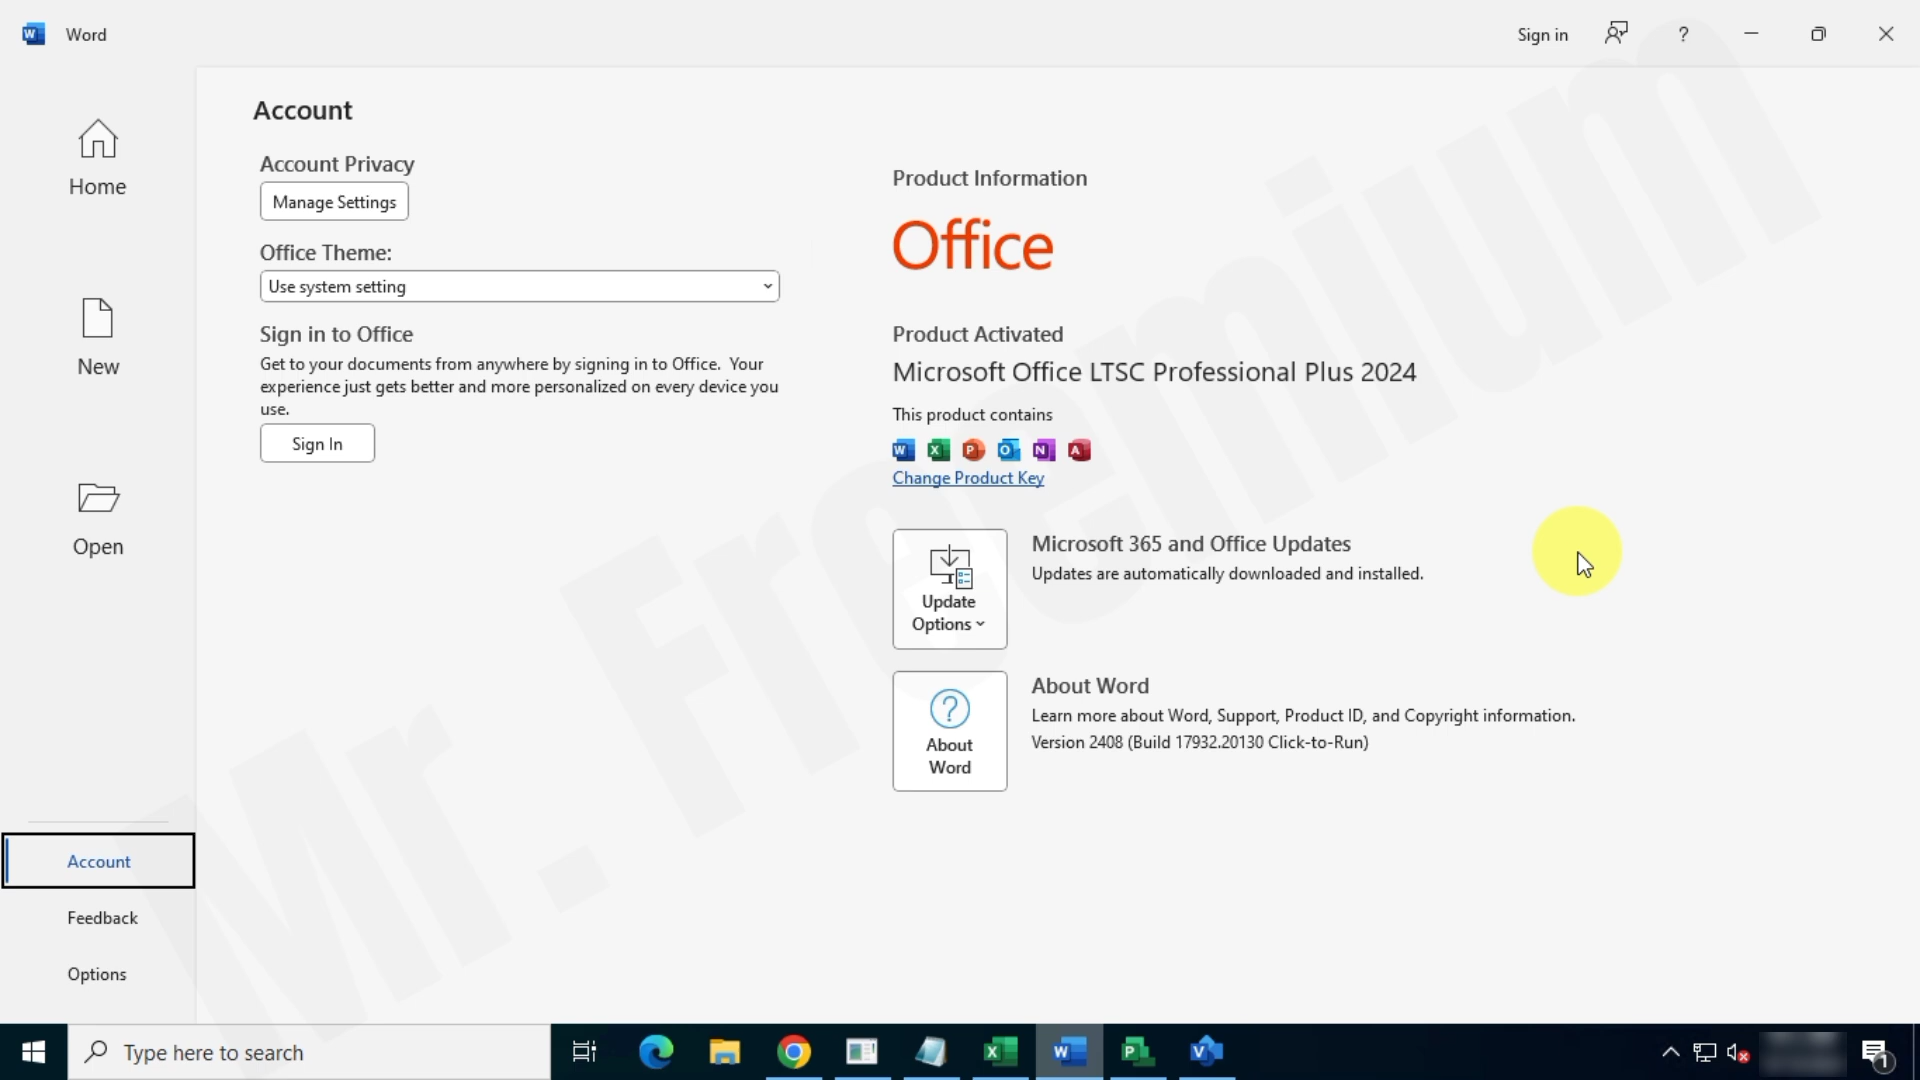 Word
Sign in
?
Account
Home
New
Open
Account Privacy
Manage Settings
Office Theme:
Use system setting
Sign in to Office
Get to your documents from anywhere by signing in to Office. Your
experience just gets better and more personalized on every device you
use.
Sign In
Product Information
Office
Product Activated
Microsoft Office LTSC Professional Plus 2024
This product contains
W X P O N A
Change Product Key
Update
Options
Microsoft 365 and Office Updates
Updates are automatically downloaded and installed.
?
About
Word
About Word
Learn more about Word, Support, Product ID, and Copyright information.
Version 2408 (Build 17932.20130 Click-to-Run)
Mr. Freemium
Account
Feedback
Options
Type here to search
X W P V
1